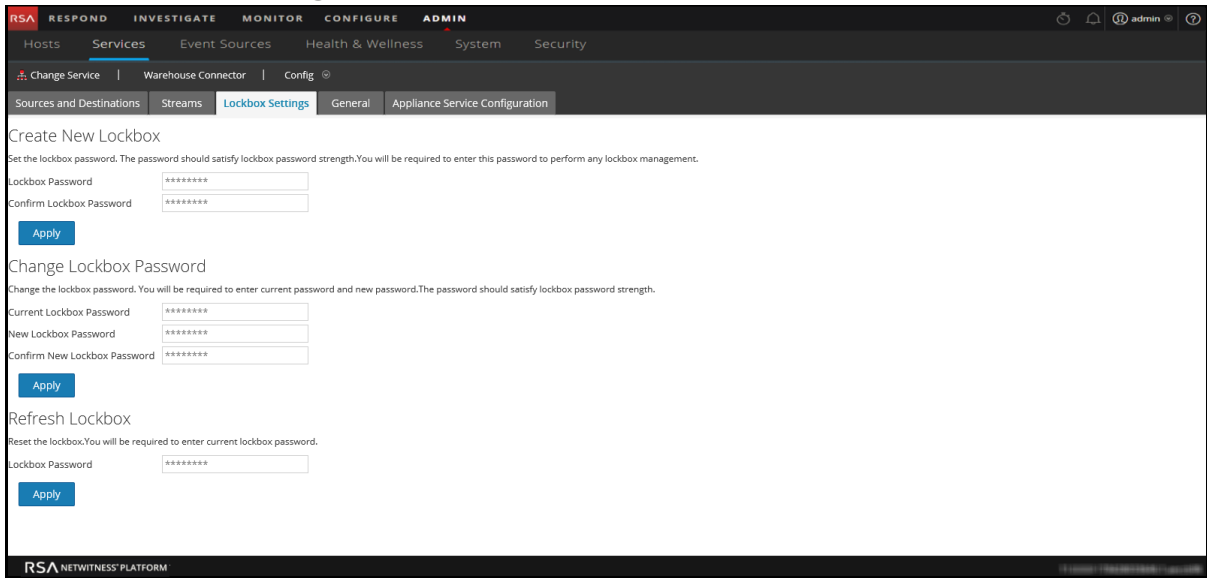 RSA RESPOND INVESTIGATE MONITOR CONFIGURE ADMIN admin ?
Hosts Services Event Sources Health & Wellness System Security
Change Service | Warehouse Connector | Config
Sources and Destinations Streams Lockbox Settings General Appliance Service Configuration
Create New Lockbox
Set the lockbox password. The password should satisfy lockbox password strength.You will be required to enter this password to perform any lockbox management.
Lockbox Password ********
Confirm Lockbox Password ********
Apply
Change Lockbox Password
Change the lockbox password. You will be required to enter current password and new password.The password should satisfy lockbox password strength.
Current Lockbox Password ********
New Lockbox Password ********
Confirm New Lockbox Password ********
Apply
Refresh Lockbox
Reset the lockbox.You will be required to enter current lockbox password.
Lockbox Password ********
Apply
RSA NETWITNESS PLATFORM